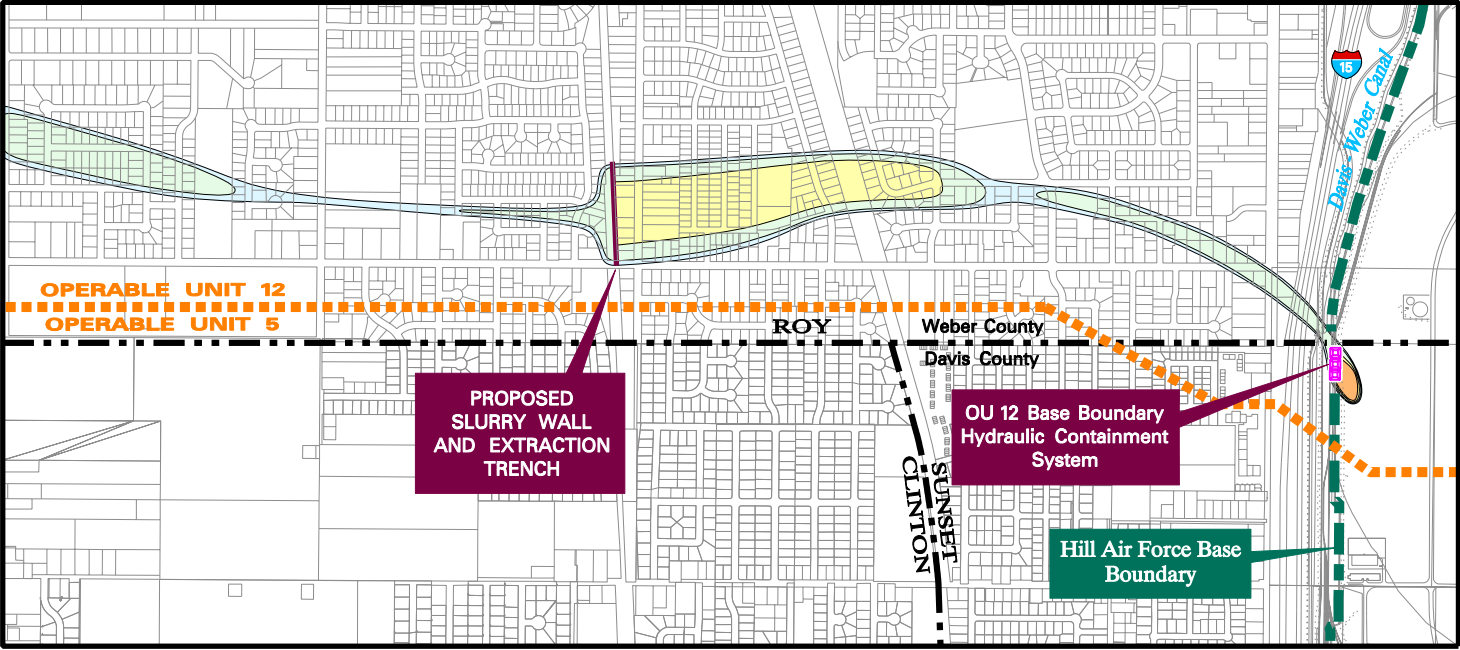 15
Davis - Weber Canal
OPERABLE UNIT 12
OPERABLE UNIT 5
ROY
Weber County
Davis County
PROPOSED
SLURRY WALL
AND EXTRACTION
TRENCH
OU 12 Base Boundary
Hydraulic Containment
System
SUNSET
CLINTON
Hill Air Force Base
Boundary